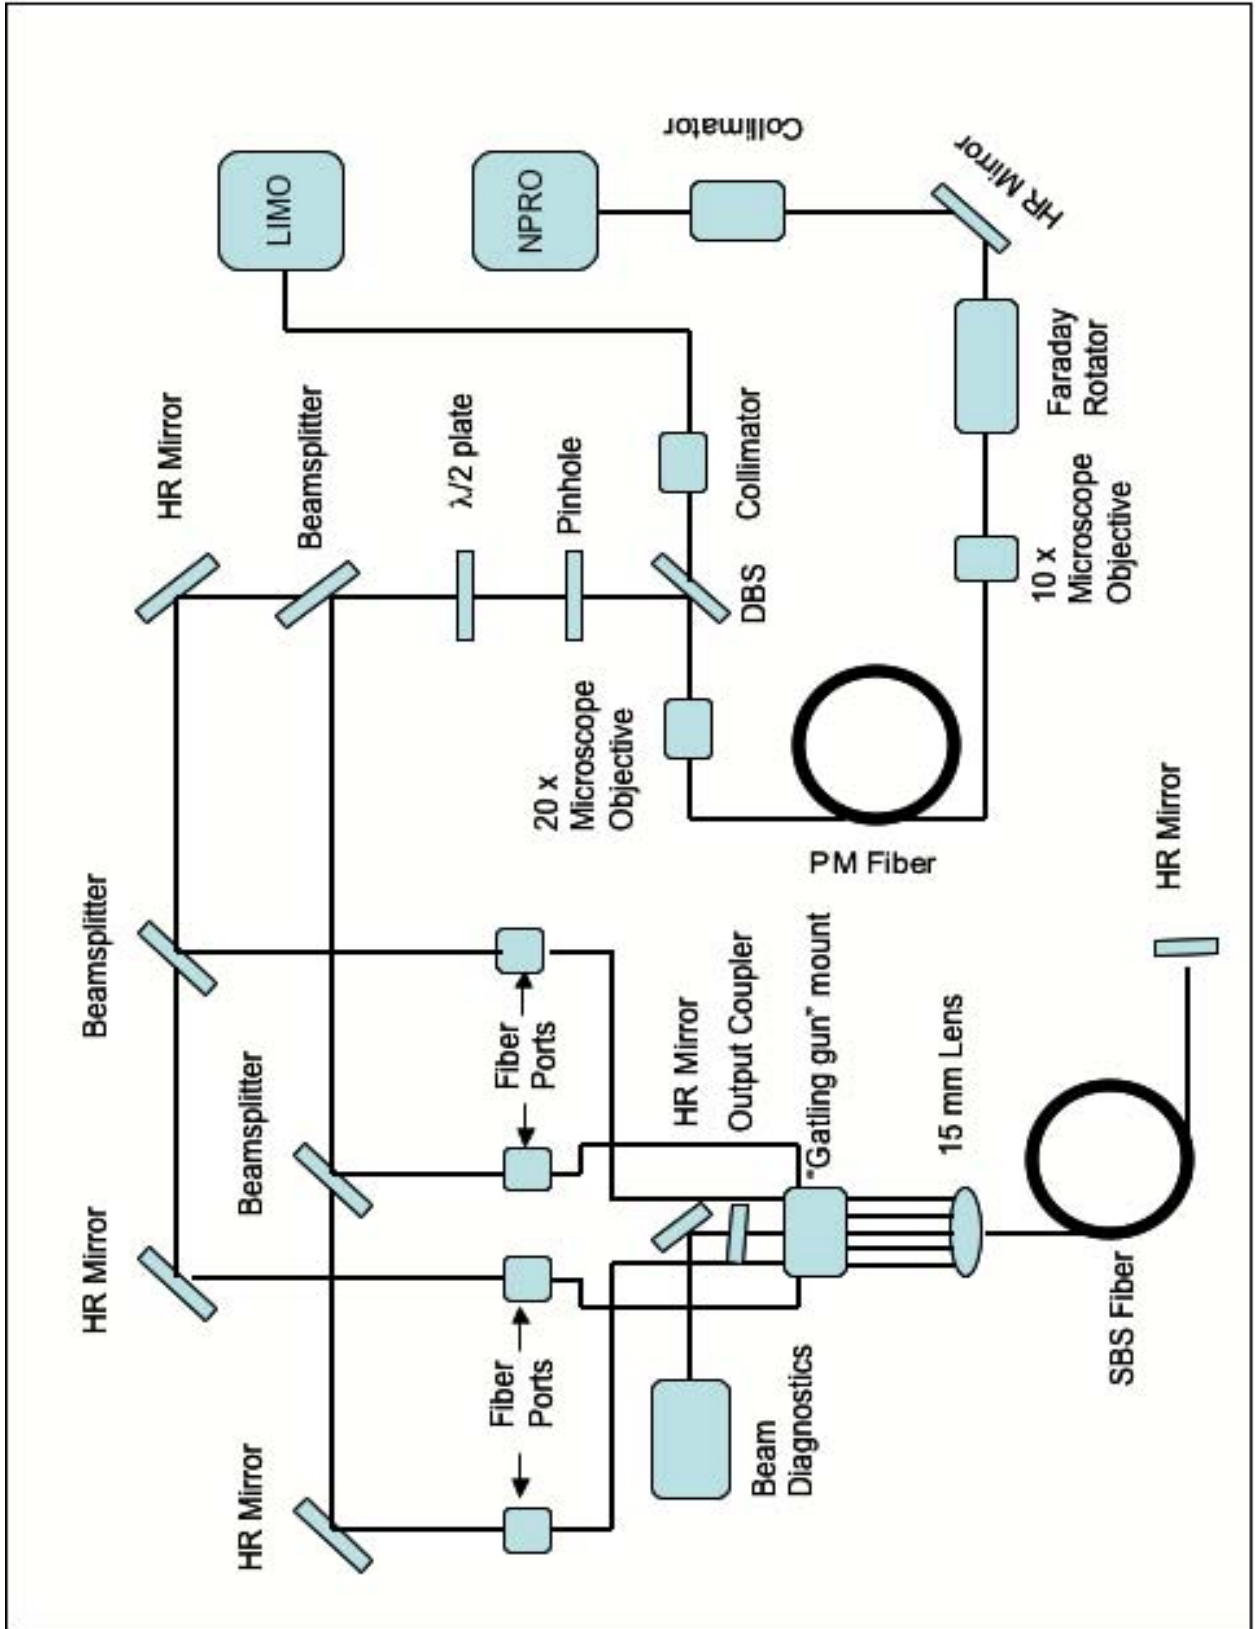 HR Mirror
HR Mirror
Beamsplitter
HR Mirror
Beamsplitter
Beamsplitter
LIMO
λ/2 plate
Pinhole
NPRO
Collimator
Fiber
Ports
Fiber
Ports
20 x
Microscope
Objective
DBS
Collimator
HR Mirror
Beam
Diagnostics
HR Mirror
Output Coupler
"Gatling gun" mount
PM Fiber
Faraday
Rotator
10 x
Microscope
Objective
15 mm Lens
SBS Fiber
HR Mirror